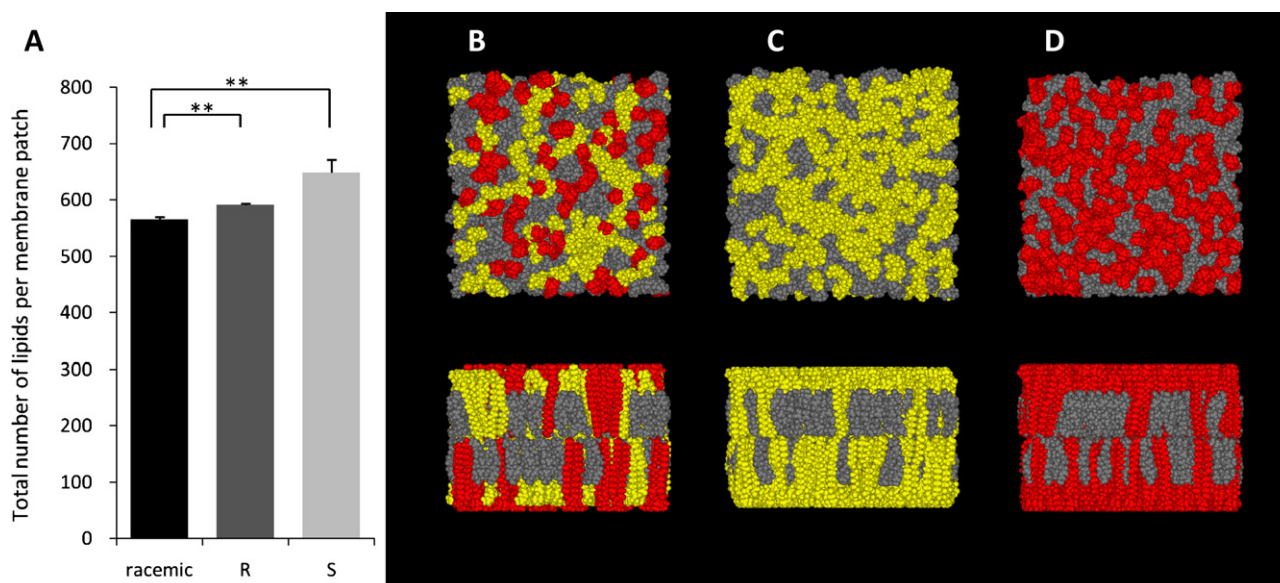 A
B
C
D
Total number of lipids per membrane patch
800
700
600
500
400
300
200
100
0
**
**
racemic R S